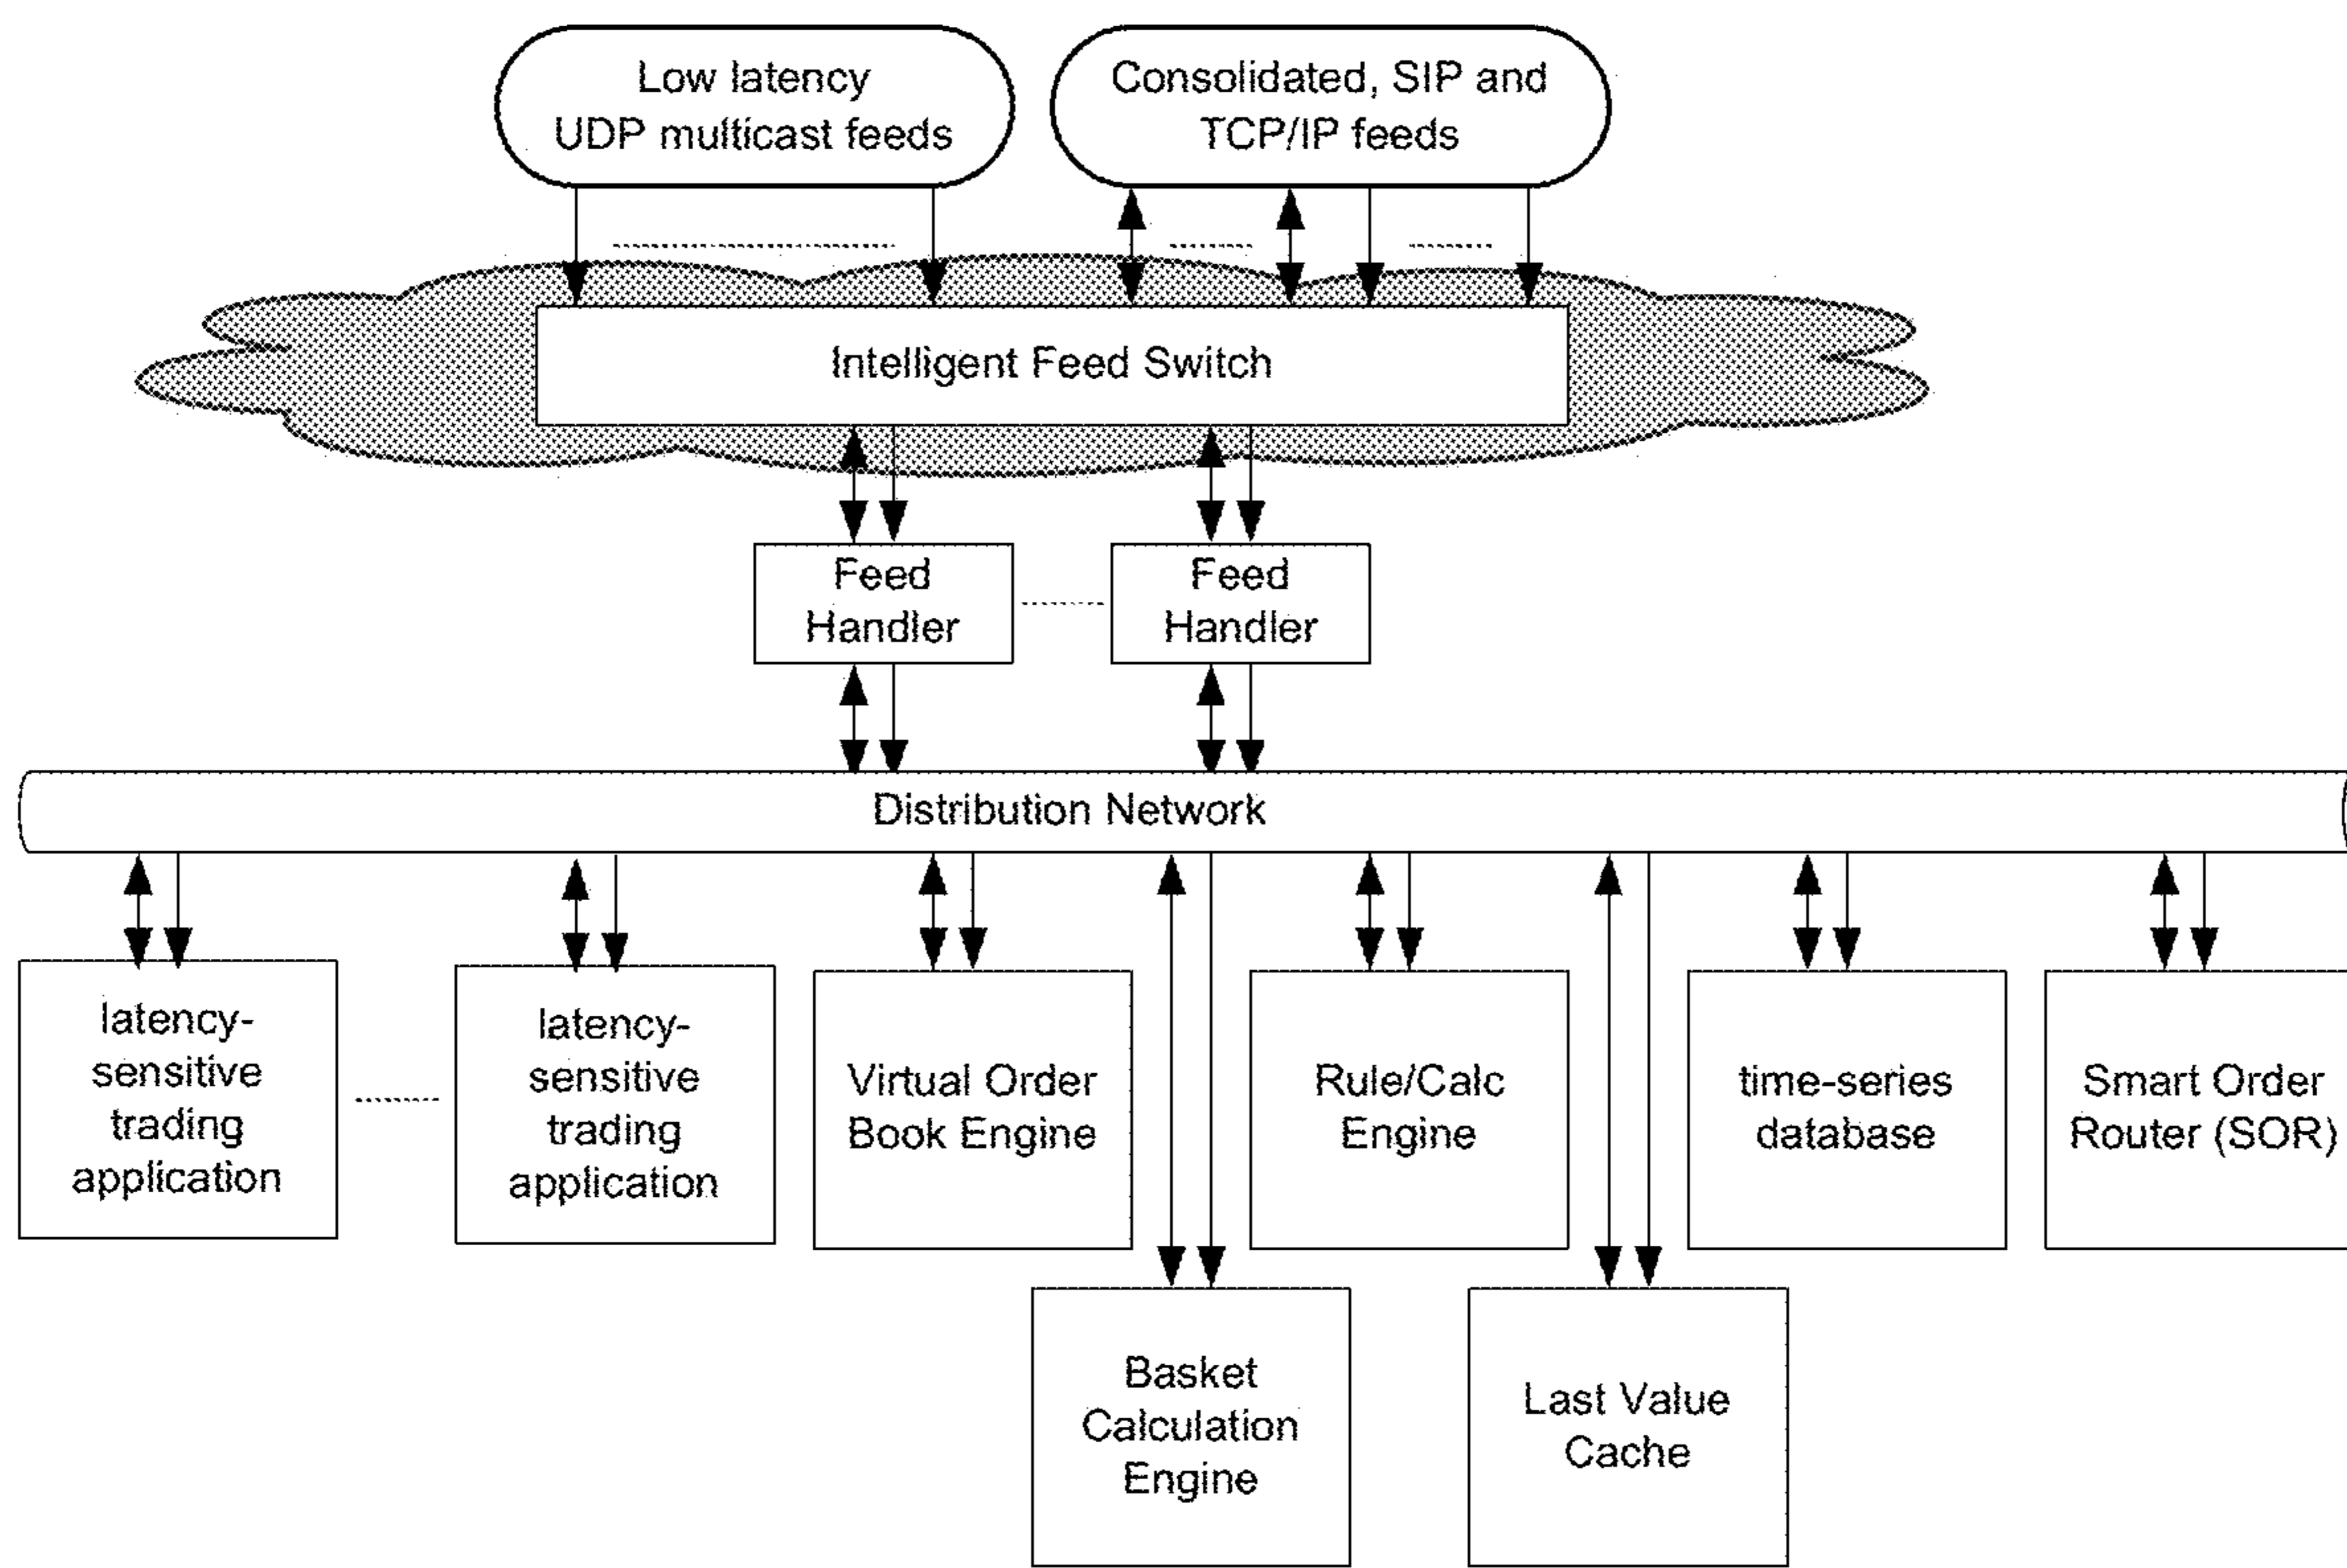 Low latency
UDP multicast feeds
Consolidated, SIP and
TCP/IP feeds
Intelligent Feed Switch
Feed
Handler
Feed
Handler
Distribution Network
latency-
sensitive
trading
application
latency-
sensitive
trading
application
Virtual Order
Book Engine
Rule/Calc
Engine
time-series
database
Smart Order
Router (SOR)
Basket
Calculation
Engine
Last Value
Cache